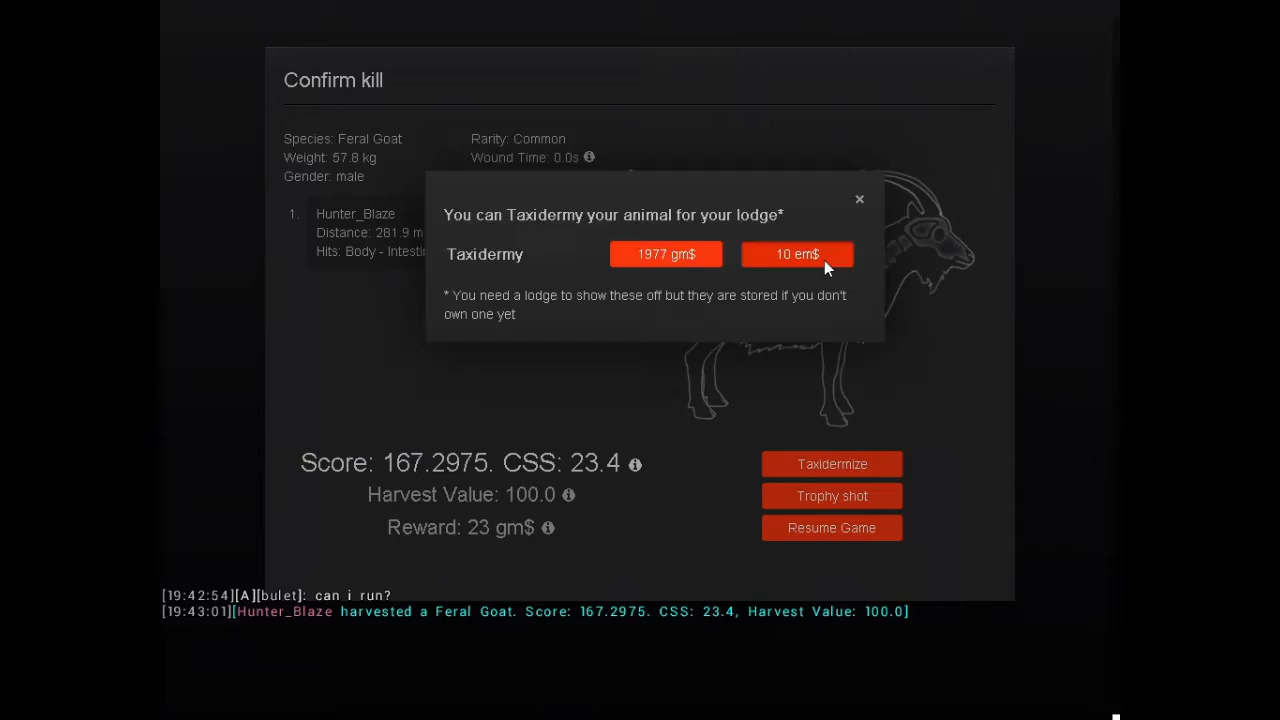 Confirm kill
Species: Feral Goat
Rarity: Common
Weight: 57.8 kg
Wound Time: 0.0s
Gender: male
1.
Hunter_Blaze
Distance: 281.9 m
Hits: Body -
You can Taxidermy your animal for your lodge*
Taxidermy
1977 gm$
10 em$
* You need a lodge to show these off but they are stored if you don't
own one yet
Score: 167.2975. CSS: 23.4
Harvest Value: 100.0
Reward: 23 gm$
Taxidermize
Trophy shot
Resume Game
[19:42:54][A][bulet]: can i run?
[19:43:01][Hunter_Blaze harvested a Feral Goat. Score: 167.2975. CSS: 23.4, Harvest Value: 100.0]